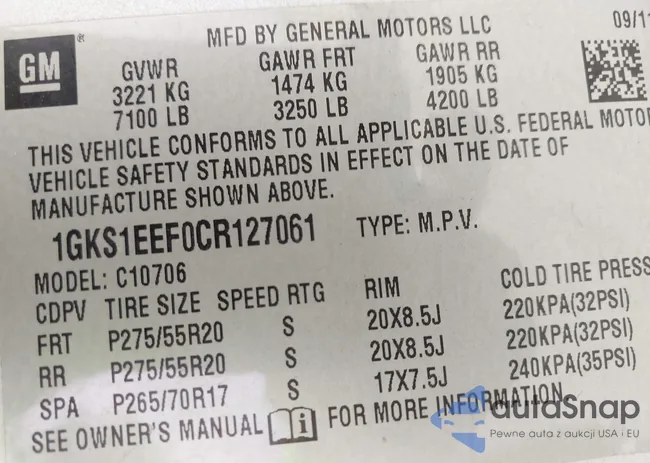 MFD BY GENERAL MOTORS LLC 09/11
GM®
GVWR GAWR FRT GAWR RR
3221 KG 1474 KG 1905 KG
7100 LB 3250 LB 4200 LB
THIS VEHICLE CONFORMS TO ALL APPLICABLE U.S. FEDERAL MOTOR
VEHICLE SAFETY STANDARDS IN EFFECT ON THE DATE OF
MANUFACTURE SHOWN ABOVE.
1GKS1EEF0CR127061 TYPE: M.P.V.
MODEL: C10706
CDPV TIRE SIZE SPEED RTG RIM COLD TIRE PRESS
FRT P275/55R20 S 20X8.5J 220KPA(32PSI)
RR P275/55R20 S 20X8.5J 220KPA(32PSI)
SPA P265/70R17 S 17X7.5J 240KPA(35PSI)
SEE OWNER'S MANUAL i FOR MORE INFORMATION.
autaSnap
Pewne auta z aukcji USA i EU